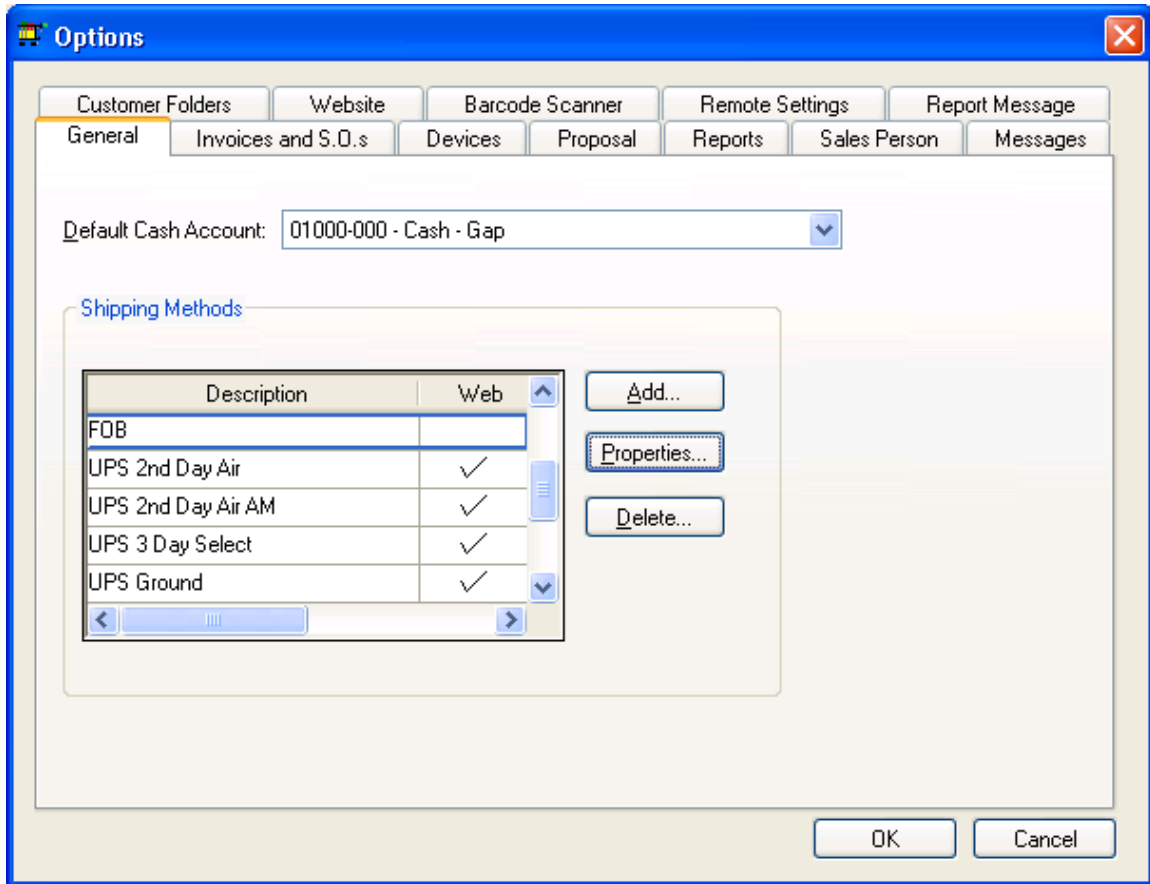 Options
Customer Folders Website Barcode Scanner Remote Settings Report Message
General Invoices and S.O.s Devices Proposal Reports Sales Person Messages
Default Cash Account: 01000-000 - Cash - Gap
Shipping Methods
Description Web
Add...
FOB
Properties...
UPS 2nd Day Air
UPS 2nd Day Air AM
Delete...
UPS 3 Day Select
UPS Ground
OK Cancel